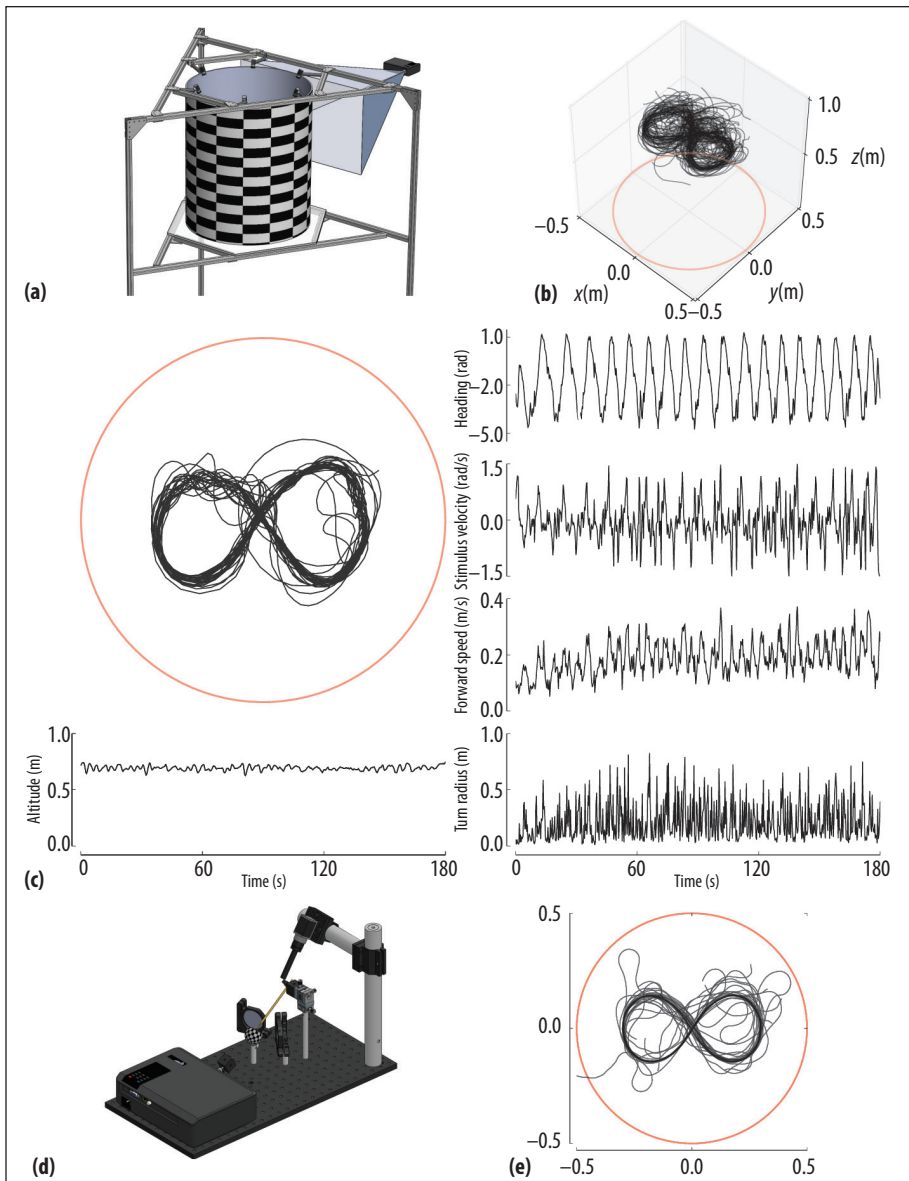 (a)
1.0
0.5
z(m)
0.5
0.0
y(m)
0.5–0.5
0.0
x(m)
–0.5
(b)
1.0
–2.0
–5.0
Heading (rad)
1.5
0.0
–1.5
Stimulus velocity (rad/s)
0.4
0.2
0.0
Forward speed (m/s)
1.0
0.5
0.0
Altitude (m)
0 60 120 180
Time (s)
(c)
1.0
0.5
0.0
Turn radius (m)
0 60 120 180
Time (s)
(d)
0.5
0.0
–0.5
–0.5 0.0 0.5
(e)